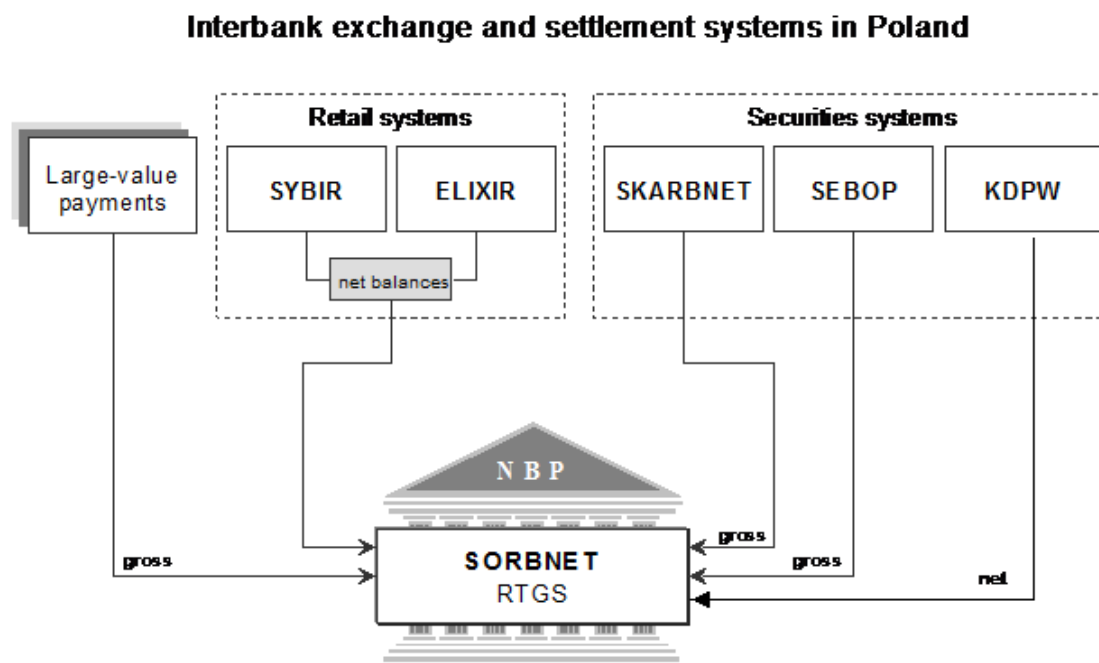 Interbank exchange and settlement systems in Poland
Retail systems
Securities systems
Large-value
payments
SYBIR
ELIXIR
SKARBNET
SEBOP
KDPW
net balances
NBP
SORBNET
RTGS
gross
gross
gross
net